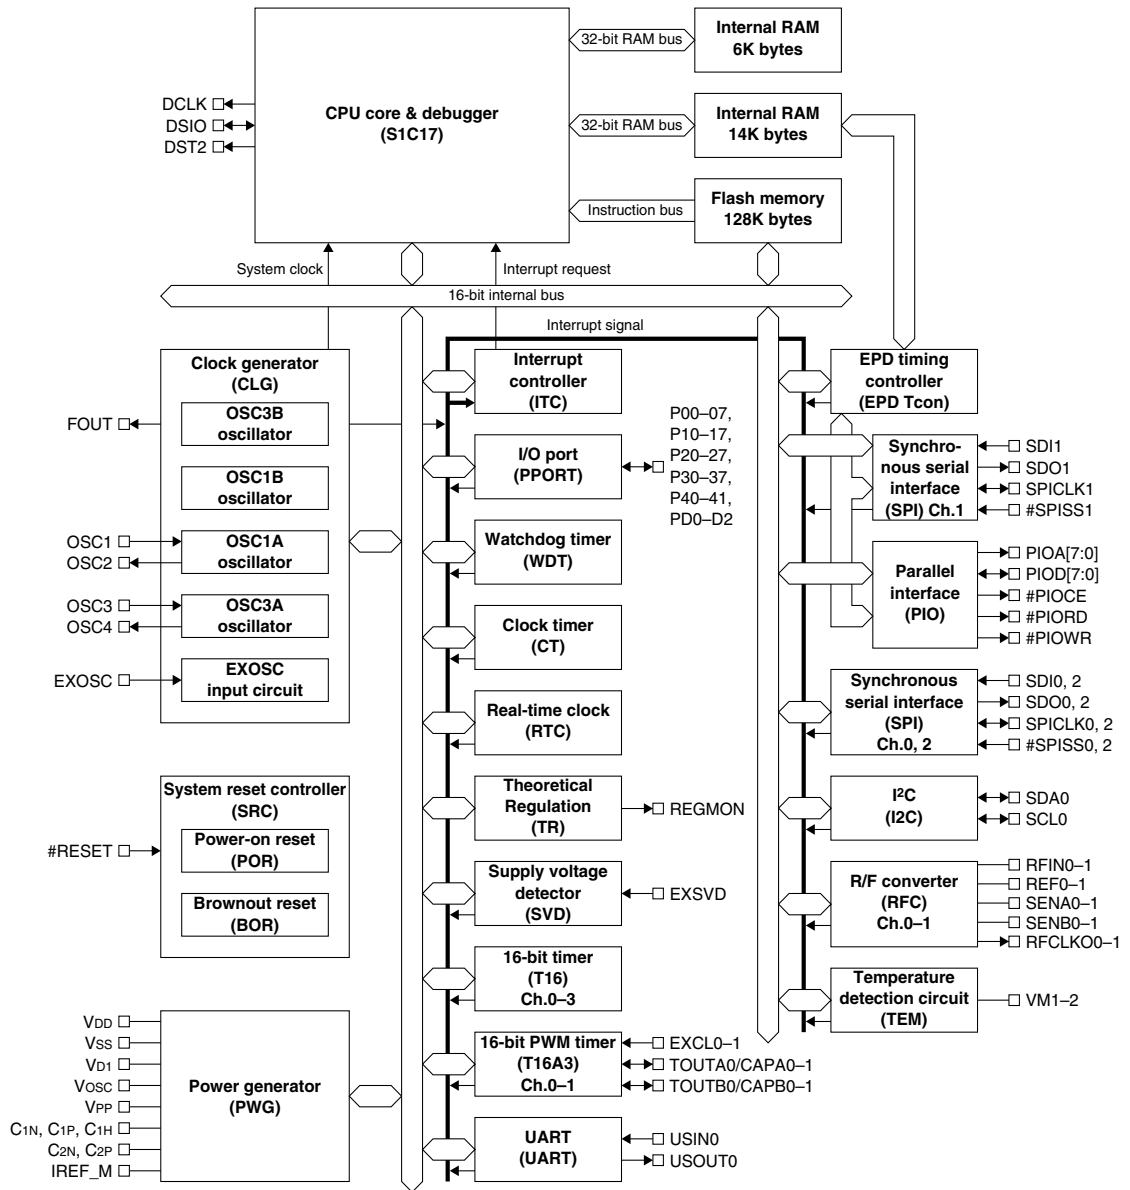 Internal RAM
6K bytes
32-bit RAM bus
CPU core & debugger
(S1C17)
DCLK
DSIO
DST2
32-bit RAM bus
Internal RAM
14K bytes
Instruction bus
Flash memory
128K bytes
System clock
Interrupt request
16-bit internal bus
Interrupt signal
Clock generator
(CLG)
FOUT
OSC3B
oscillator
OSC1B
oscillator
OSC1
OSC2
OSC1A
oscillator
OSC3
OSC4
OSC3A
oscillator
EXOSC
EXOSC
input circuit
System reset controller
(SRC)
#RESET
Power-on reset
(POR)
Brownout reset
(BOR)
VDD
VSS
VD1
VOSC
VPP
C1N, C1P, C1H
C2N, C2P
IREF_M
Power generator
(PWG)
Interrupt
controller
(ITC)
I/O port
(PPORT)
P00–07,
P10–17,
P20–27,
P30–37,
P40–41,
PD0–D2
Watchdog timer
(WDT)
Clock timer
(CT)
Real-time clock
(RTC)
Theoretical
Regulation
(TR)
REGMON
Supply voltage
detector
(SVD)
EXSVD
16-bit timer
(T16)
Ch.0–3
16-bit PWM timer
(T16A3)
Ch.0–1
EXCL0–1
TOUTA0/CAPA0–1
TOUTB0/CAPB0–1
UART
(UART)
USIN0
USOUT0
EPD timing
controller
(EPD Tcon)
Synchro-
nous serial
interface
(SPI) Ch.1
SDI1
SDO1
SPICLK1
#SPISS1
Parallel
interface
(PIO)
PIOA[7:0]
PIOD[7:0]
#PIOCE
#PIORD
#PIOWR
Synchronous
serial interface
(SPI)
Ch.0, 2
SDI0, 2
SDO0, 2
SPICLK0, 2
#SPISS0, 2
I²C
(I2C)
SDA0
SCL0
R/F converter
(RFC)
Ch.0–1
RFIN0–1
REF0–1
SENA0–1
SENB0–1
RFCLKO0–1
Temperature
detection circuit
(TEM)
VM1–2